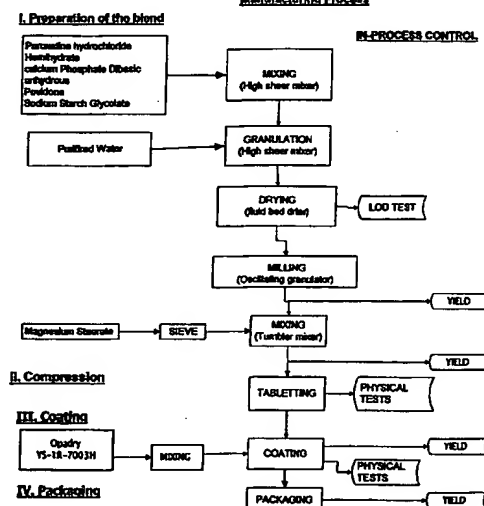 Manufacturing Process
I. Preparation of the blend
IN-PROCESS CONTROL
Paroxetine hydrochloride
Hemihydrate
calcium Phosphate Dibasic
anhydrous
Povidone
Sodium Starch Glycolate
MIXING
(High shear mixer)
Purified Water
GRANULATION
(High shear mixer)
DRYING
(fluid bed drier)
LOD TEST
MILLING
(Oscillating granulator)
YIELD
Magnesium Stearate
SIEVE
MIXING
(Tumbler mixer)
YIELD
II. Compression
TABLETTING
PHYSICAL
TESTS
III. Coating
Opadry
YS-1R-7003H
MIXING
COATING
YIELD
PHYSICAL
TESTS
IV. Packaging
PACKAGING
YIELD